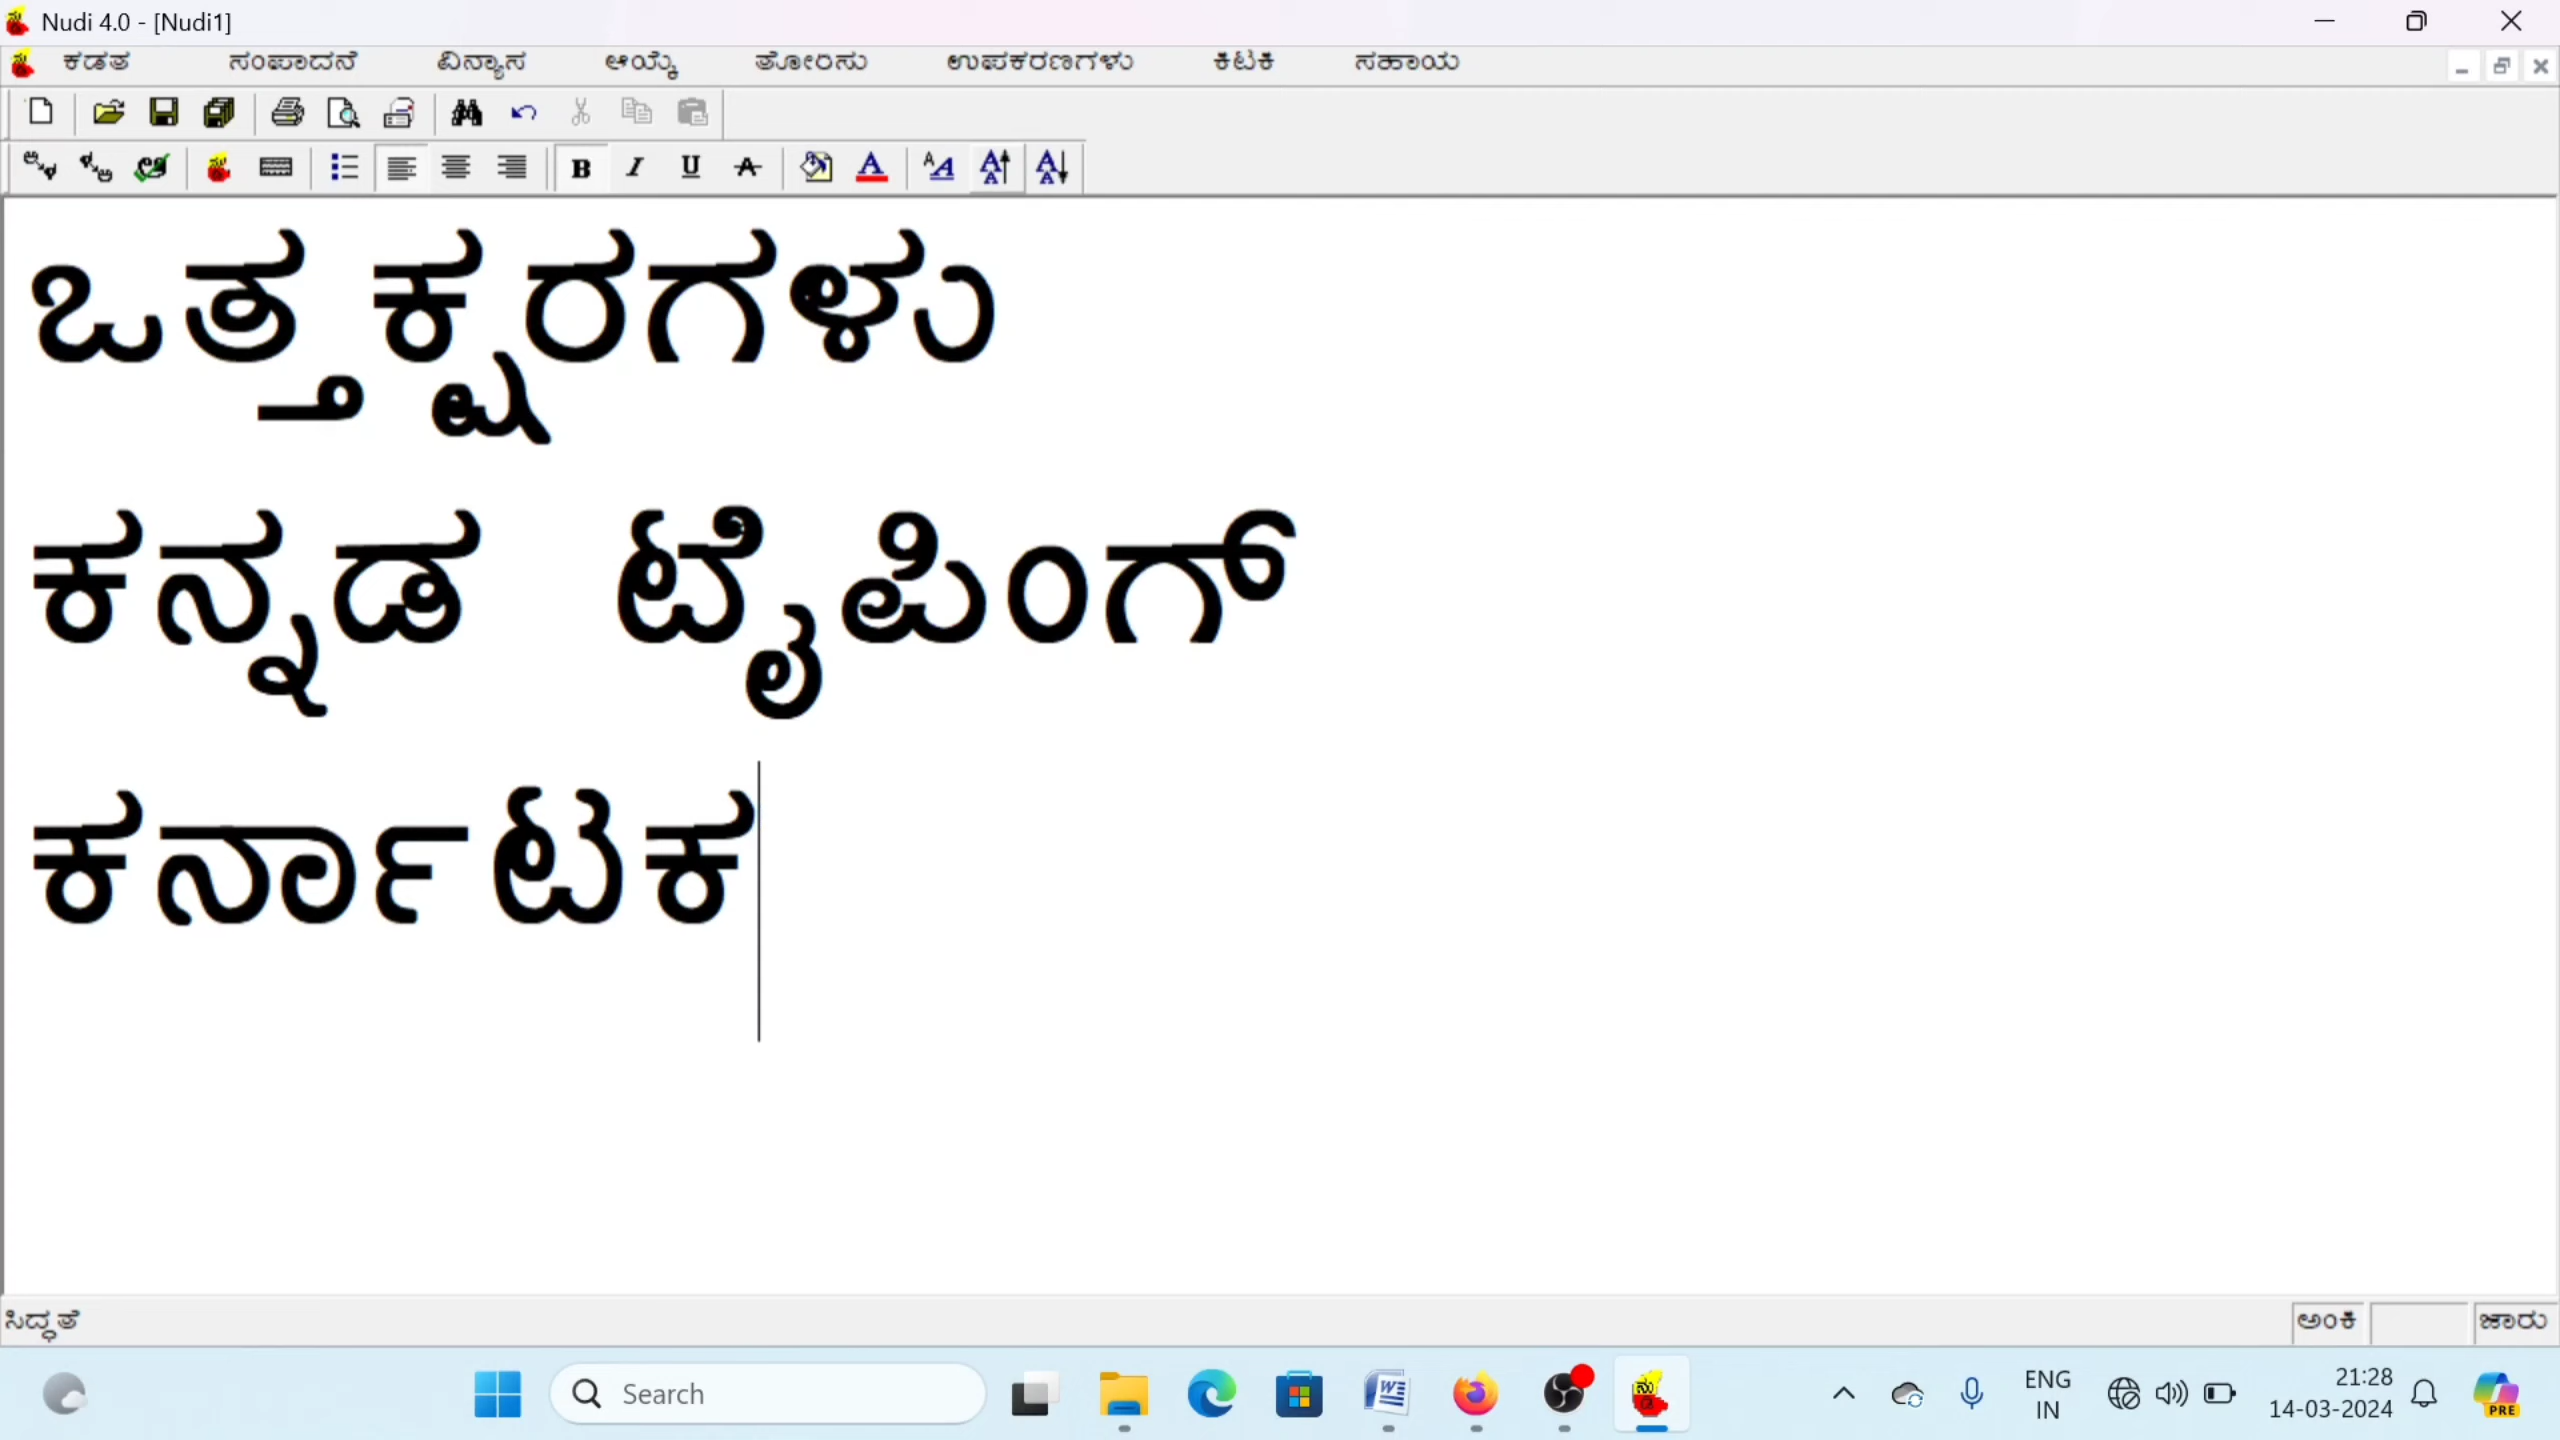 Nudi 4.0 - [Nudi1]
ಕಡತ ಸಂಪಾದನೆ ವಿನ್ಯಾಸ ಆಯ್ಕೆ ತೋರಿಸು ಉಪಕರಣಗಳು ಕಿಟಕಿ ಸಹಾಯ
ಒತ್ತಕ್ಷರಗಳು
ಕನ್ನಡ ಟೈಪಿಂಗ್
ಕರ್ನಾಟಕ
ಸಿದ್ಧತೆ ಅಂಕಿ ಜಾರು
Search ENG 21:28
IN 14-03-2024 PRE